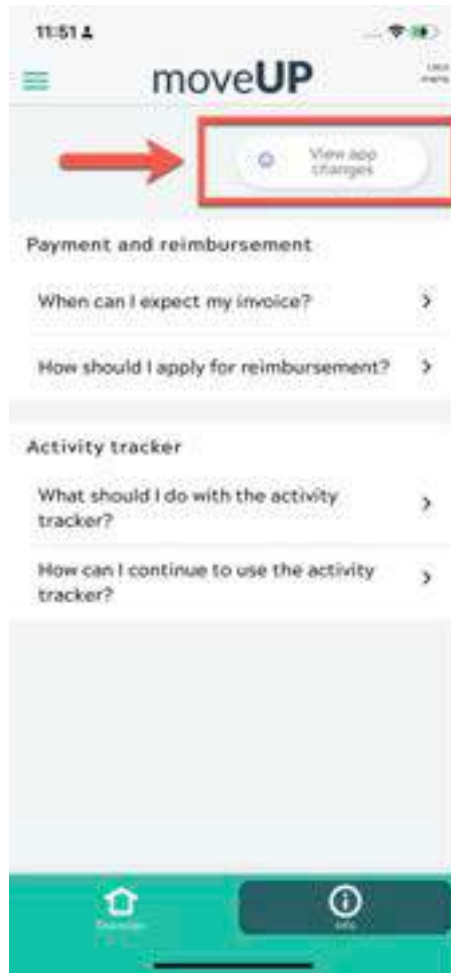 11:51
moveUP
View app
changes
Payment and reimbursement
When can I expect my invoice?
How should I apply for reimbursement?
Activity tracker
What should I do with the activity
tracker?
How can I continue to use the activity
tracker?
Info